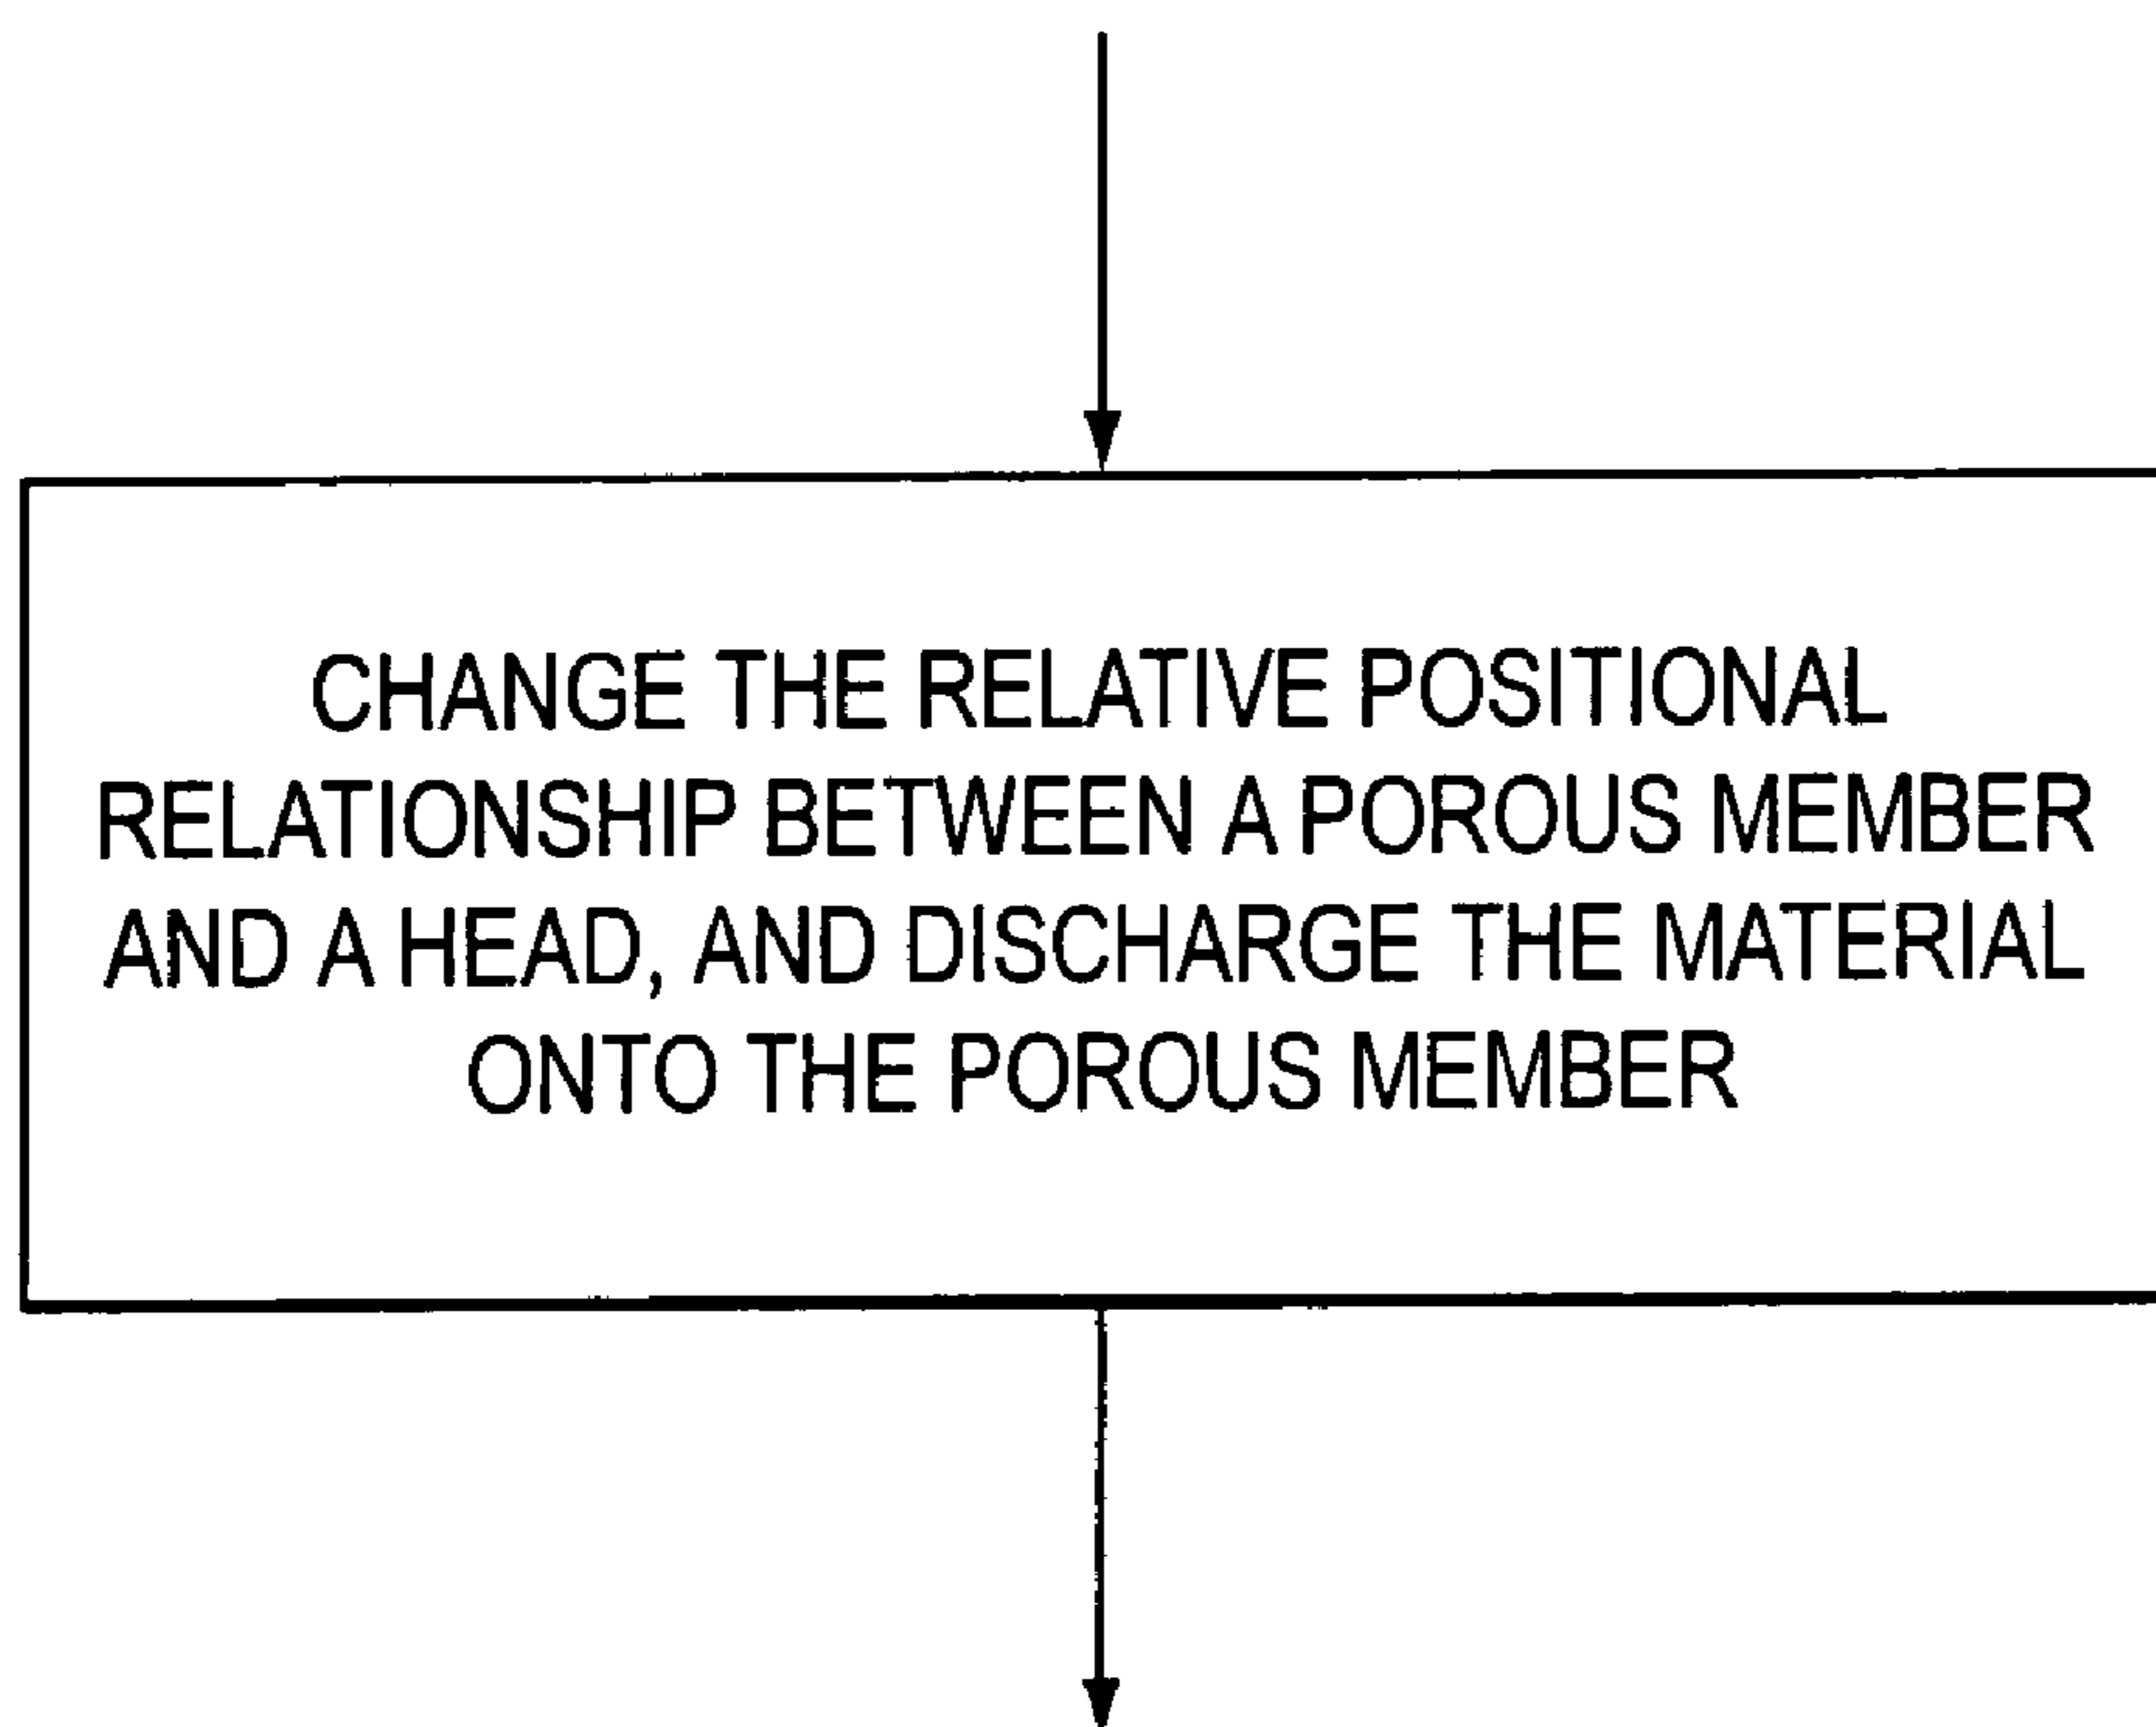 CHANGE THE RELATIVE POSITIONAL
RELATIONSHIP BETWEEN A POROUS MEMBER
AND A HEAD, AND DISCHARGE THE MATERIAL
ONTO THE POROUS MEMBER